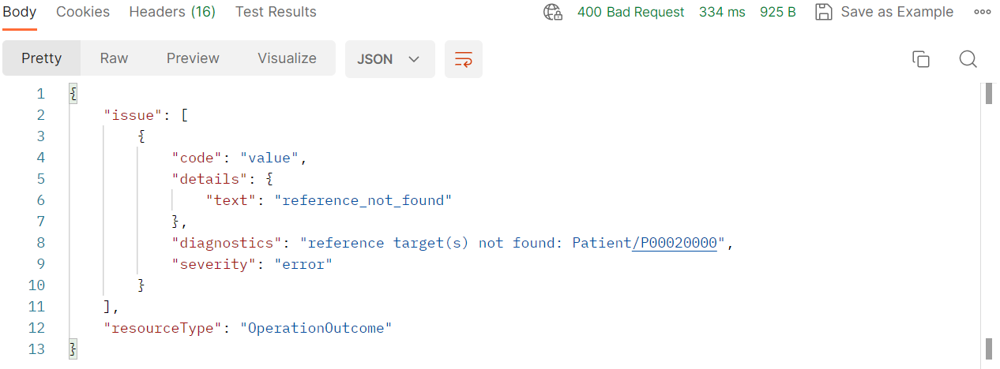 Body Cookies Headers (16) Test Results 400 Bad Request 334 ms 925 B Save as Example
Pretty Raw Preview Visualize JSON
1 {
2 "issue": [
3 {
4 "code": "value",
5 "details": {
6 "text": "reference_not_found"
7 },
8 "diagnostics": "reference target(s) not found: Patient/P00020000",
9 "severity": "error"
10 }
11 ],
12 "resourceType": "OperationOutcome"
13 }